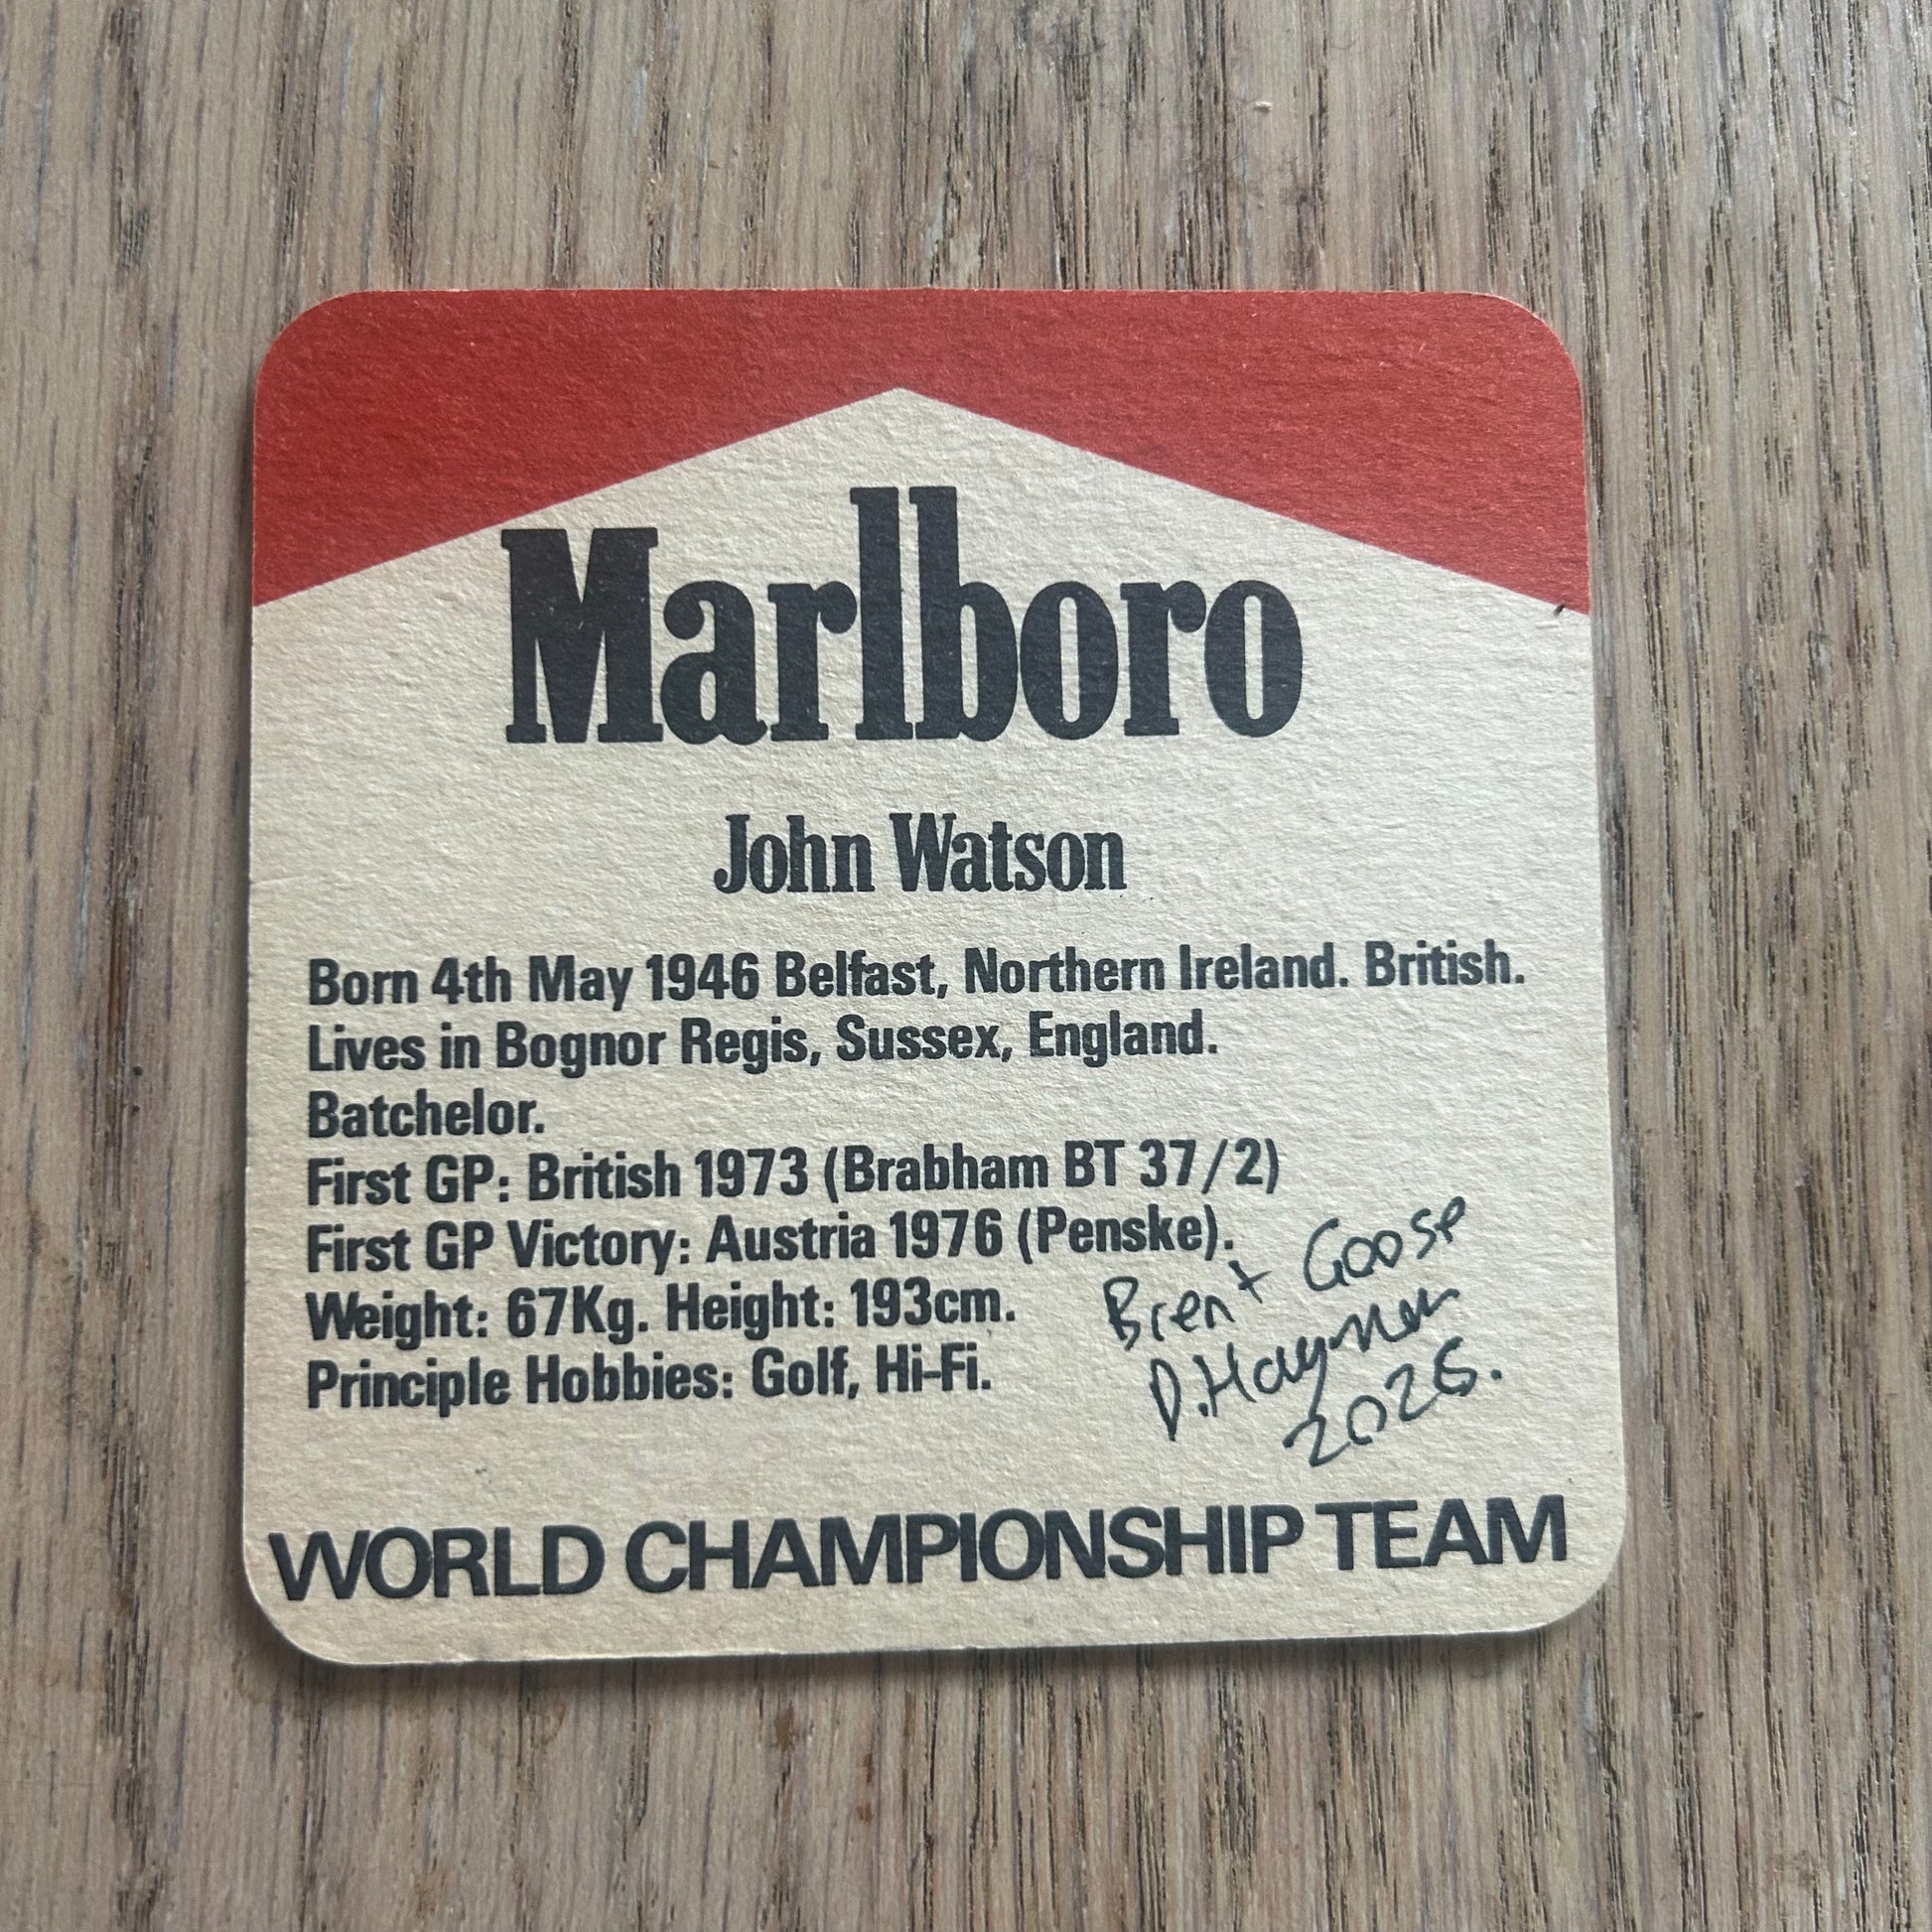 Marlboro
John Watson
Born 4th May 1946 Belfast, Northern Ireland. British.
Lives in Bognor Regis, Sussex, England.
Batchelor.
First GP: British 1973 (Brabham BT 37/2)
First GP Victory: Austria 1976 (Penske).
Weight: 67Kg. Height: 193cm.
Principle Hobbies: Golf, Hi-Fi.
Brent Goose
D.
WORLD CHAMPIONSHIP TEAM